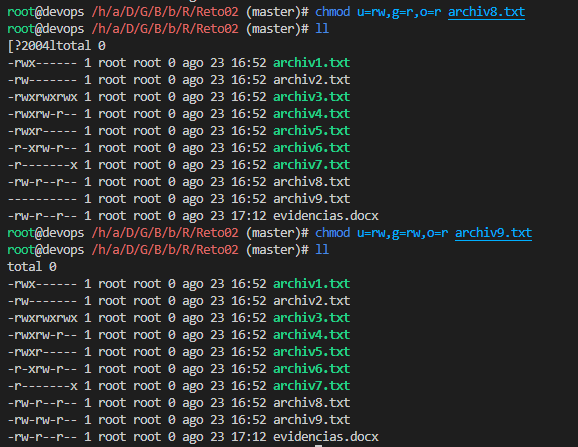 root@devops /h/a/D/G/B/b/R/Reto02 (master)# chmod u=rw,g=r,o=r archiv8.txt
root@devops /h/a/D/G/B/b/R/Reto02 (master)# ll
[?2004ltotal 0
-rwx------ 1 root root 0 ago 23 16:52 archiv1.txt
-rw------- 1 root root 0 ago 23 16:52 archiv2.txt
-rwxrwxrwx 1 root root 0 ago 23 16:52 archiv3.txt
-rwxrw-r-- 1 root root 0 ago 23 16:52 archiv4.txt
-rwxr----- 1 root root 0 ago 23 16:52 archiv5.txt
-r-xrw-r-- 1 root root 0 ago 23 16:52 archiv6.txt
-r-------x 1 root root 0 ago 23 16:52 archiv7.txt
-rw-r--r-- 1 root root 0 ago 23 16:52 archiv8.txt
---------- 1 root root 0 ago 23 16:52 archiv9.txt
-rw-r--r-- 1 root root 0 ago 23 17:12 evidencias.docx
root@devops /h/a/D/G/B/b/R/Reto02 (master)# chmod u=rw,g=rw,o=r archiv9.txt
root@devops /h/a/D/G/B/b/R/Reto02 (master)# ll
total 0
-rwx------ 1 root root 0 ago 23 16:52 archiv1.txt
-rw------- 1 root root 0 ago 23 16:52 archiv2.txt
-rwxrwxrwx 1 root root 0 ago 23 16:52 archiv3.txt
-rwxrw-r-- 1 root root 0 ago 23 16:52 archiv4.txt
-rwxr----- 1 root root 0 ago 23 16:52 archiv5.txt
-r-xrw-r-- 1 root root 0 ago 23 16:52 archiv6.txt
-r-------x 1 root root 0 ago 23 16:52 archiv7.txt
-rw-r--r-- 1 root root 0 ago 23 16:52 archiv8.txt
-rw-rw-r-- 1 root root 0 ago 23 16:52 archiv9.txt
-rw-r--r-- 1 root root 0 ago 23 17:12 evidencias.docx